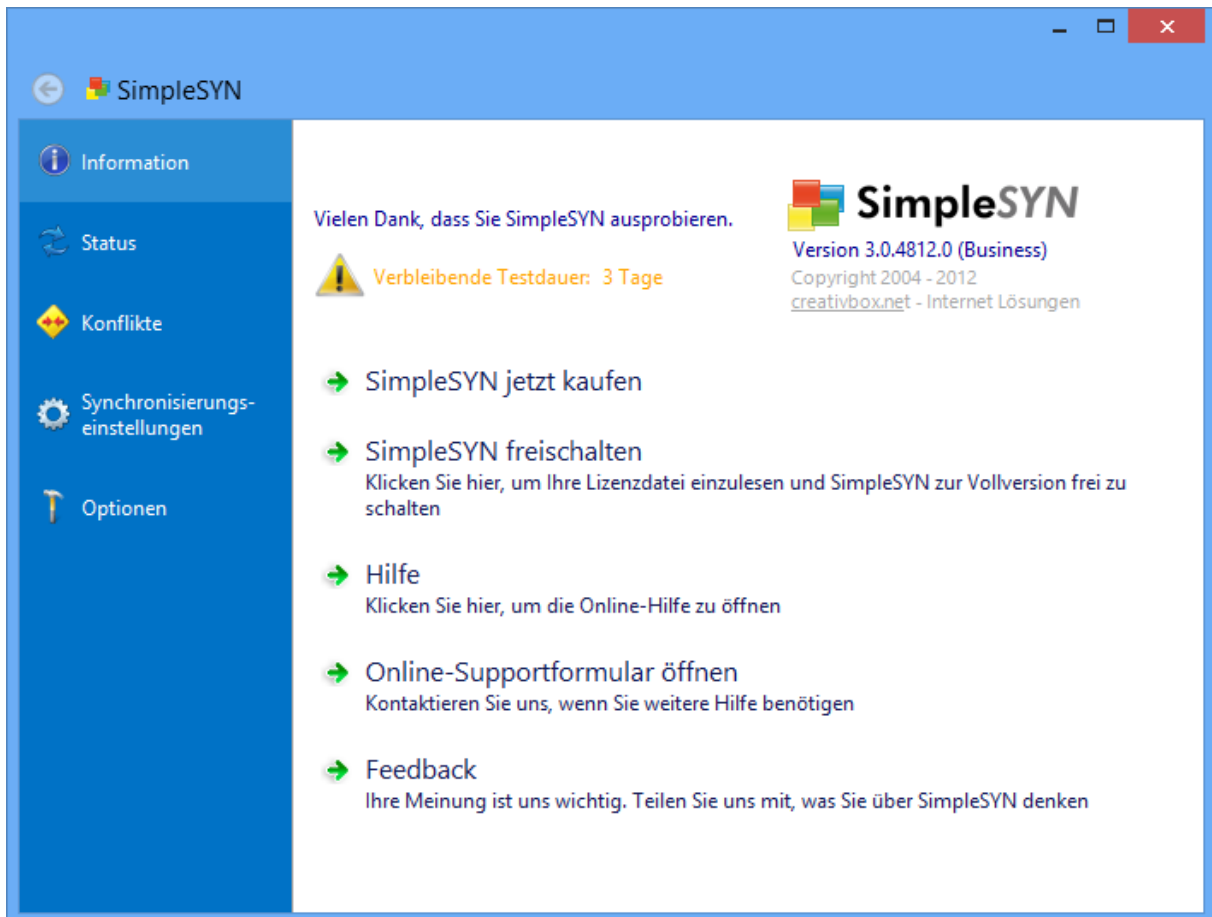 SimpleSYN
Information
Status
Konflikte
Synchronisierungs-
einstellungen
Optionen
Vielen Dank, dass Sie SimpleSYN ausprobieren.
Verbleibende Testdauer: 3 Tage
SimpleSYN
Version 3.0.4812.0 (Business)
Copyright 2004 - 2012
creativbox.net - Internet Lösungen
SimpleSYN jetzt kaufen
SimpleSYN freischalten
Klicken Sie hier, um Ihre Lizenzdatei einzulesen und SimpleSYN zur Vollversion frei zu
schalten
Hilfe
Klicken Sie hier, um die Online-Hilfe zu öffnen
Online-Supportformular öffnen
Kontaktieren Sie uns, wenn Sie weitere Hilfe benötigen
Feedback
Ihre Meinung ist uns wichtig. Teilen Sie uns mit, was Sie über SimpleSYN denken